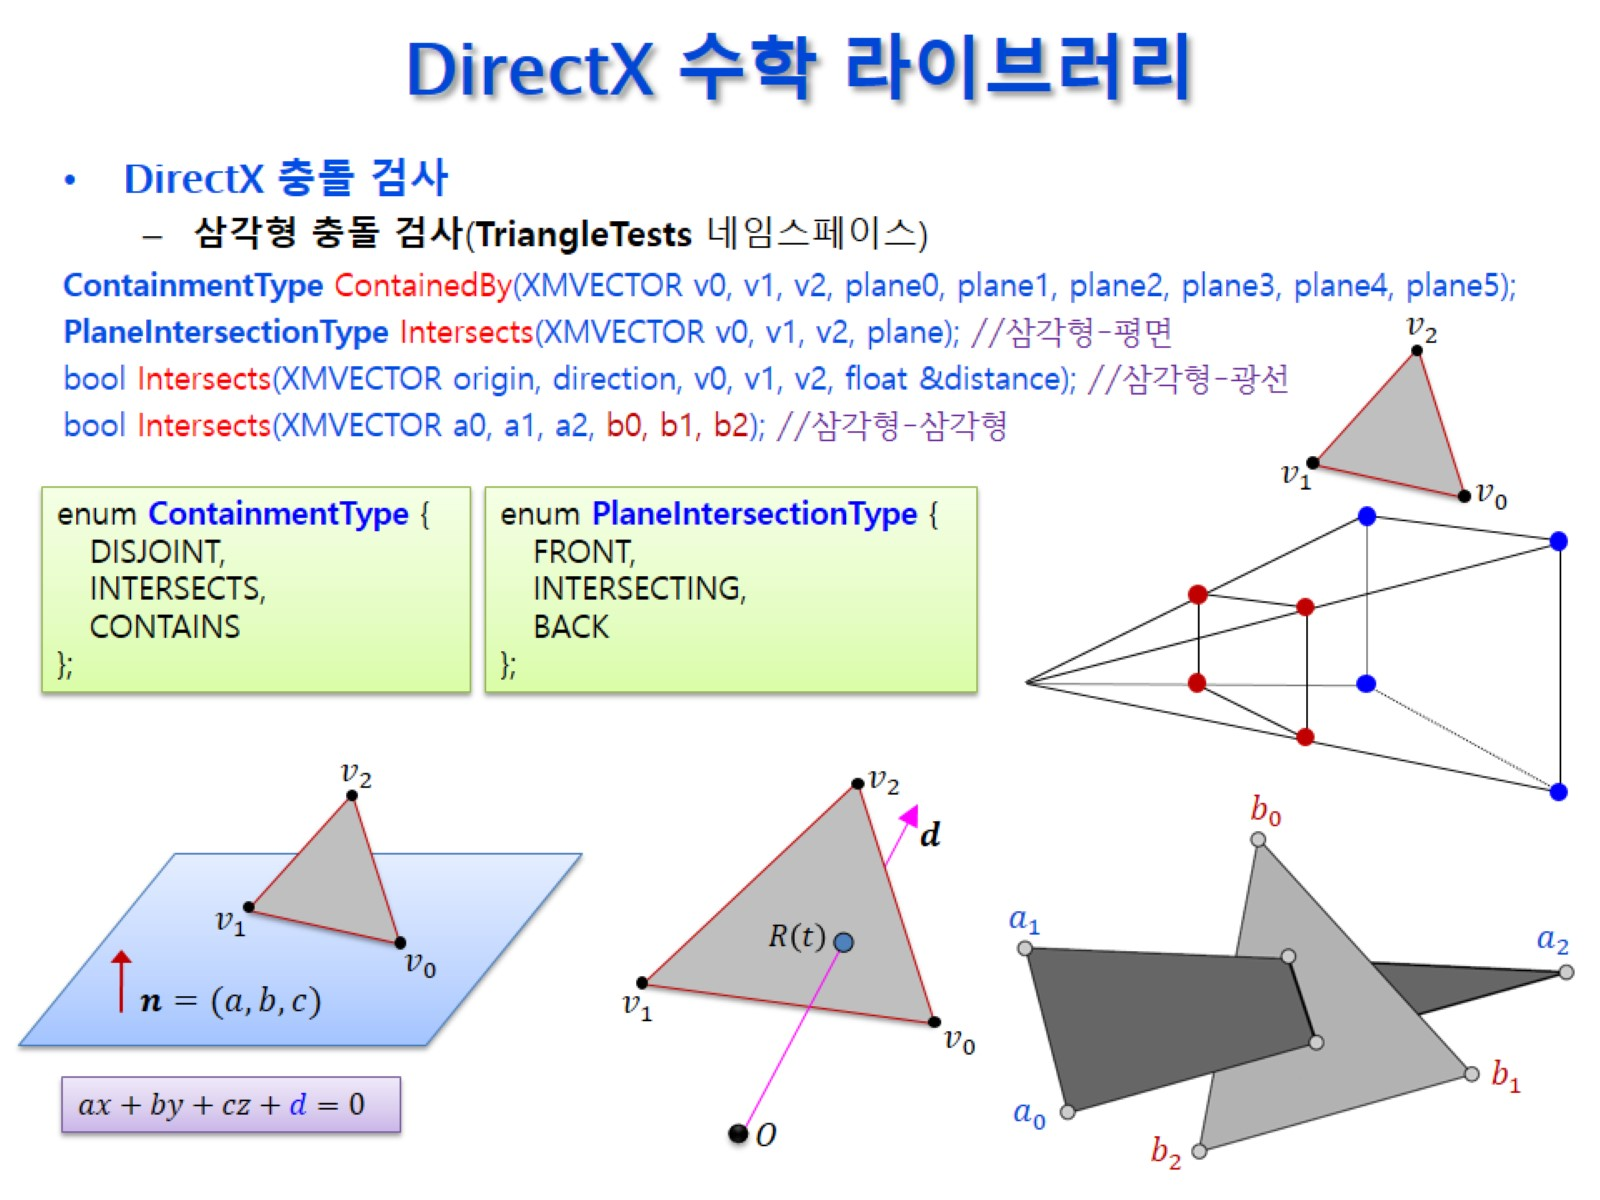 DirectX 수학 라이브러리
• DirectX 충돌 검사
– 삼각형 충돌 검사(TriangleTests 네임스페이스)
ContainmentType ContainedBy(XMVECTOR v0, v1, v2, plane0, plane1, plane2, plane3, plane4, plane5);
PlaneIntersectionType Intersects(XMVECTOR v0, v1, v2, plane); //삼각형-평면
bool Intersects(XMVECTOR origin, direction, v0, v1, v2, float &distance); //삼각형-광선
bool Intersects(XMVECTOR a0, a1, a2, b0, b1, b2); //삼각형-삼각형
v₂
v₁
v₀
enum ContainmentType {
DISJOINT,
INTERSECTS,
CONTAINS
};
enum PlaneIntersectionType {
FRONT,
INTERSECTING,
BACK
};
v₂
v₁
v₀
n = (a, b, c)
ax + by + cz + d = 0
v₂
d
R(t)
v₁
v₀
O
b₀
a₁
a₂
b₁
a₀
b₂